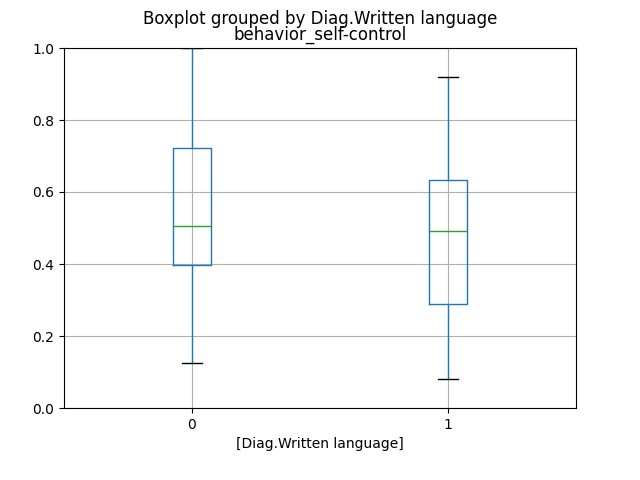 Boxplot grouped by Diag.Written language
behavior_self-control
1.0
0.8
0.6
0.4
0.2
0.0
0 1
[Diag.Written language]